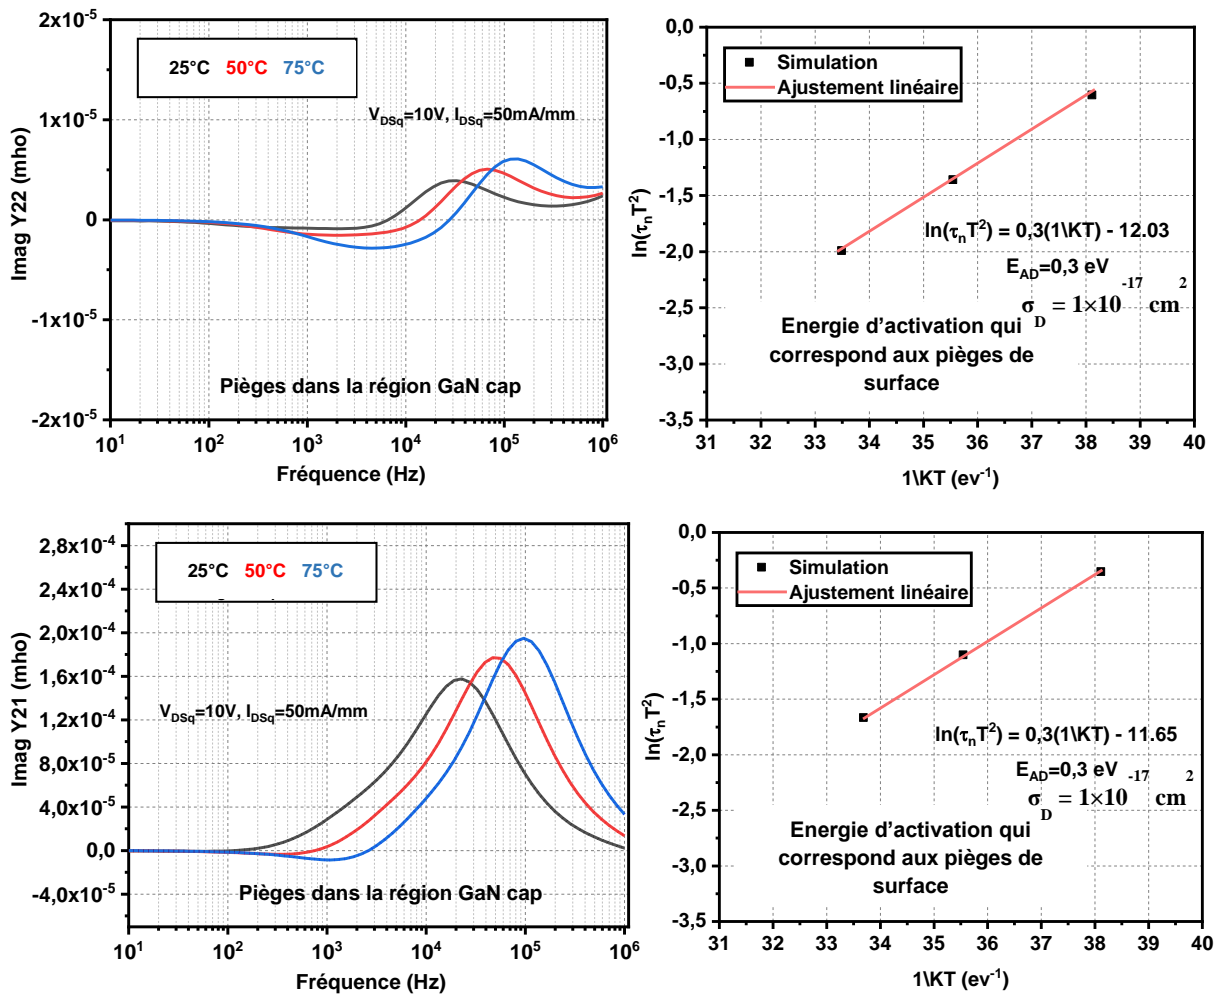 2x10⁻⁵
1x10⁻⁵
0
-1x10⁻⁵
-2x10⁻⁵
Imag Y22 (mho)
25°C 50°C 75°C
V_DSq=10V, I_DSq=50mA/mm
Pièges dans la région GaN cap
10¹ 10² 10³ 10⁴ 10⁵ 10⁶
Fréquence (Hz)
0,0
-0,5
-1,0
-1,5
-2,0
-2,5
-3,0
-3,5
ln(τₙT²)
Simulation
Ajustement linéaire
ln(τₙT²) = 0,3(1\KT) - 12.03
E_AD=0,3 eV
σ_D = 1×10⁻¹⁷ cm²
Energie d’activation qui
correspond aux pièges de
surface
31 32 33 34 35 36 37 38 39 40
1\KT (ev⁻¹)
2,8x10⁻⁴
2,4x10⁻⁴
2,0x10⁻⁴
1,6x10⁻⁴
1,2x10⁻⁴
8,0x10⁻⁵
4,0x10⁻⁵
0,0
-4,0x10⁻⁵
Imag Y21 (mho)
25°C 50°C 75°C
V_DSq=10V, I_DSq=50mA/mm
Pièges dans la région GaN cap
10¹ 10² 10³ 10⁴ 10⁵ 10⁶
Fréquence (Hz)
0,0
-0,5
-1,0
-1,5
-2,0
-2,5
-3,0
-3,5
ln(τₙT²)
Simulation
Ajustement linéaire
ln(τₙT²) = 0,3(1\KT) - 11.65
E_AD=0,3 eV
σ_D = 1×10⁻¹⁷ cm²
Energie d’activation qui
correspond aux pièges de
surface
31 32 33 34 35 36 37 38 39 40
1\KT (ev⁻¹)